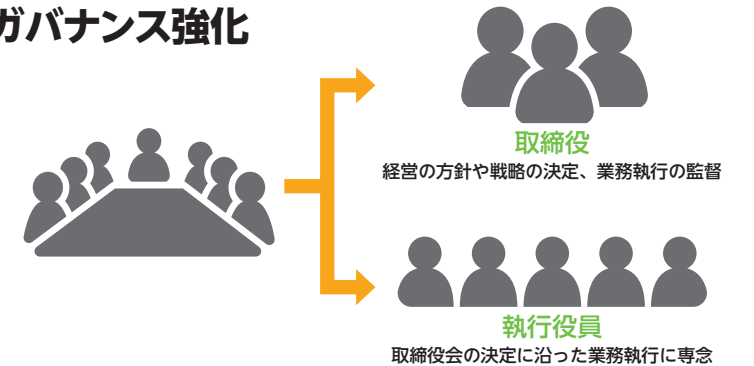 ガバナンス強化
取締役
経営の方針や戦略の決定、業務執行の監督
執行役員
取締役会の決定に沿った業務執行に専念